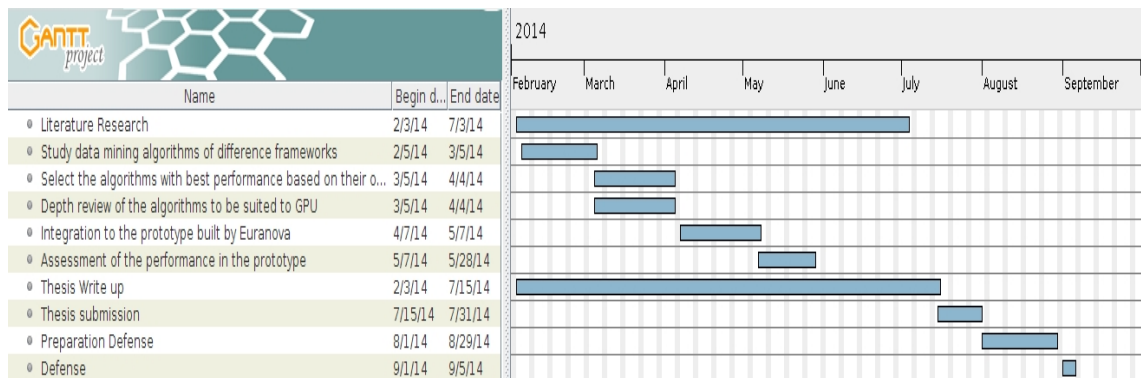 GANTT
project
2014
February March April May June July August September
Name Begin d... End date
Literature Research 2/3/14 7/3/14
Study data mining algorithms of difference frameworks 2/5/14 3/5/14
Select the algorithms with best performance based on their o... 3/5/14 4/4/14
Depth review of the algorithms to be suited to GPU 3/5/14 4/4/14
Integration to the prototype built by Euranova 4/7/14 5/7/14
Assessment of the performance in the prototype 5/7/14 5/28/14
Thesis Write up 2/3/14 7/15/14
Thesis submission 7/15/14 7/31/14
Preparation Defense 8/1/14 8/29/14
Defense 9/1/14 9/5/14